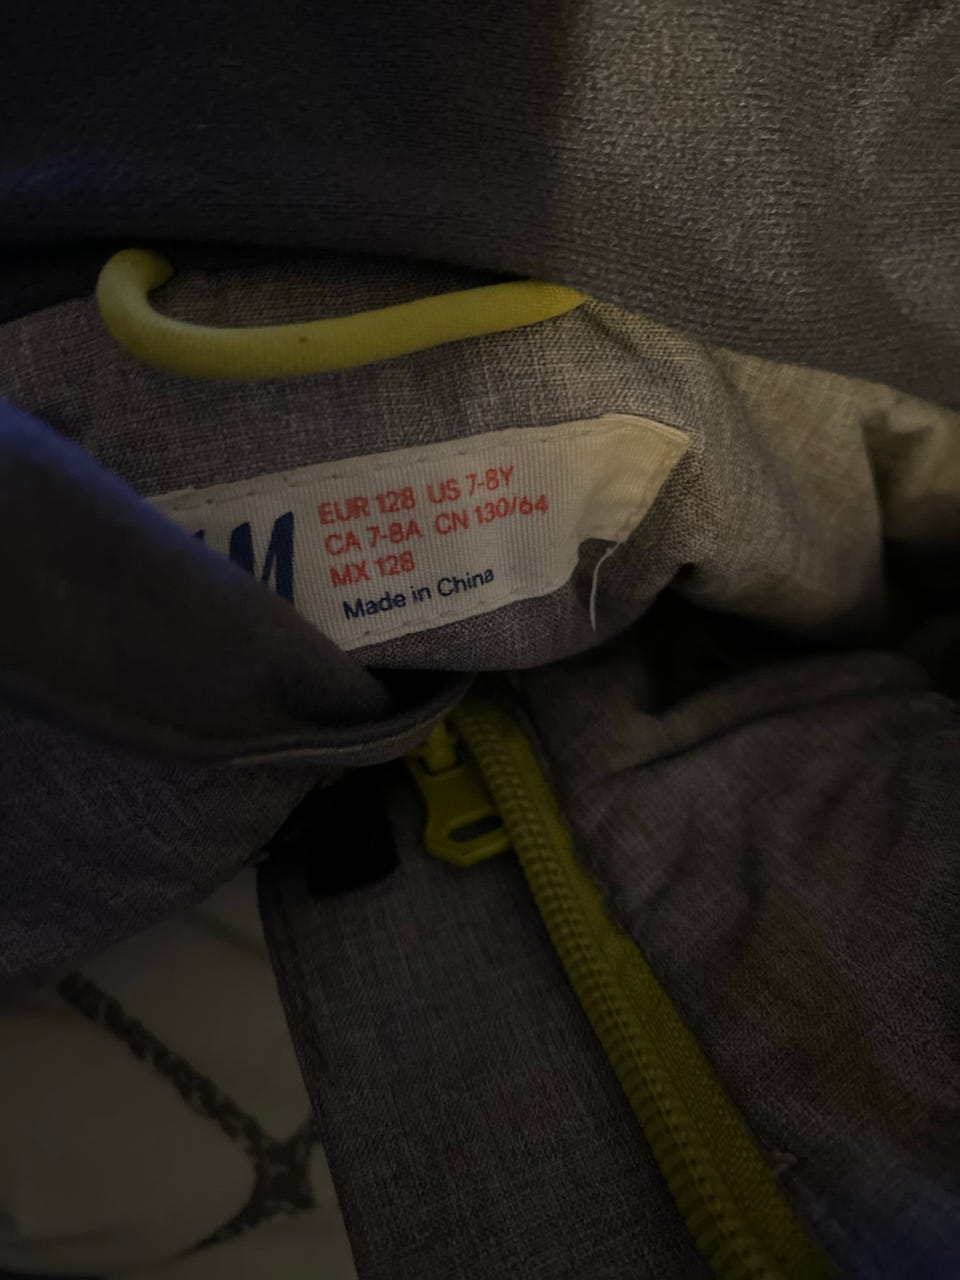 M
EUR 128 US 7-8Y
CA 7-8A CN 130/64
MX 128
Made in China